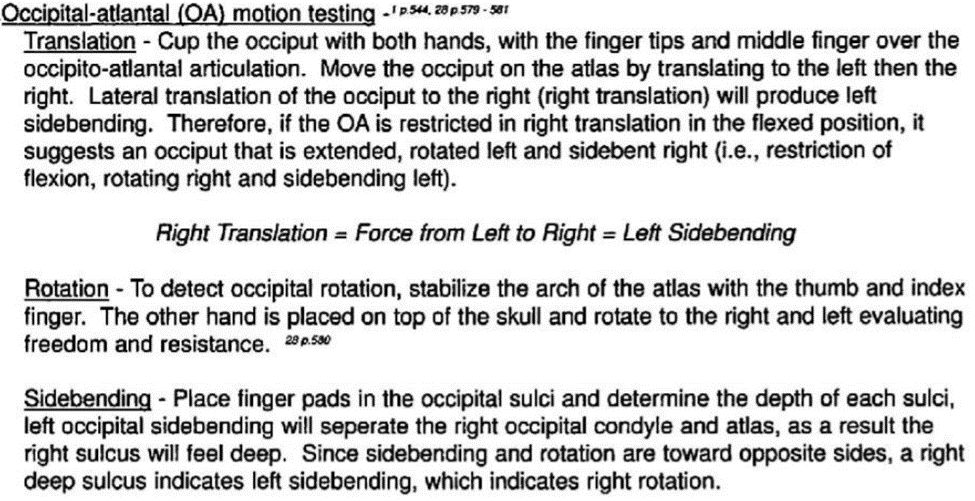 Occipital-atlantal (OA) motion testing -1 p.544, 28 p.579 - 581
Translation - Cup the occiput with both hands, with the finger tips and middle finger over the
occipito-atlantal articulation. Move the occiput on the atlas by translating to the left then the
right. Lateral translation of the occiput to the right (right translation) will produce left
sidebending. Therefore, if the OA is restricted in right translation in the flexed position, it
suggests an occiput that is extended, rotated left and sidebent right (i.e., restriction of
flexion, rotating right and sidebending left).
Right Translation = Force from Left to Right = Left Sidebending
Rotation - To detect occipital rotation, stabilize the arch of the atlas with the thumb and index
finger. The other hand is placed on top of the skull and rotate to the right and left evaluating
freedom and resistance. 28 p.580
Sidebending - Place finger pads in the occipital sulci and determine the depth of each sulci,
left occipital sidebending will seperate the right occipital condyle and atlas, as a result the
right sulcus will feel deep. Since sidebending and rotation are toward opposite sides, a right
deep sulcus indicates left sidebending, which indicates right rotation.